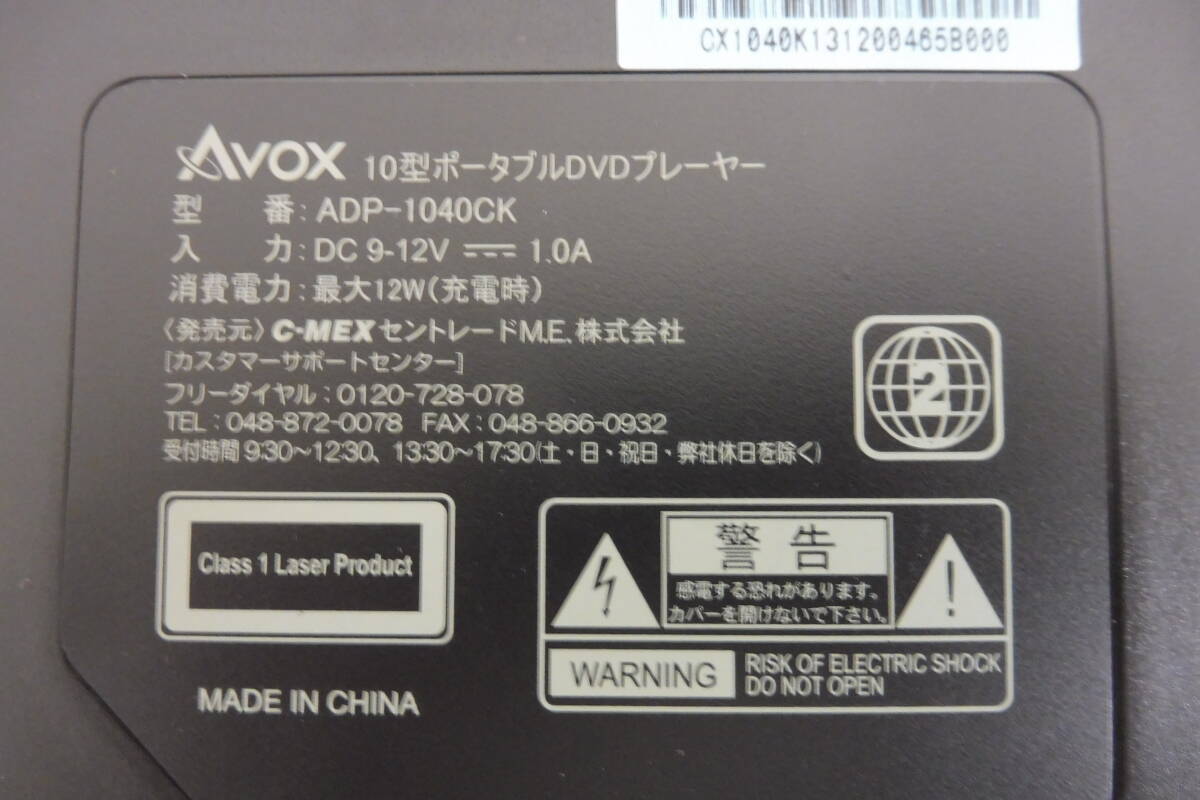 CX1040K131200465B000
AVOX 10型ポータブルDVDプレーヤー
型　　番：ADP-1040CK
入　　力：DC 9-12V ⎓ 1.0A
消費電力：最大12W(充電時)
〈発売元〉C-MEX セントレードM.E.株式会社
[カスタマーサポートセンター]
フリーダイヤル：0120-728-078
TEL：048-872-0078 FAX：048-866-0932
受付時間 9:30～12:30、13:30～17:30(土・日・祝日・弊社休日を除く)
2
Class 1 Laser Product
MADE IN CHINA
警告
感電する恐れがあります。
カバーを開けないで下さい。
WARNING
RISK OF ELECTRIC SHOCK
DO NOT OPEN